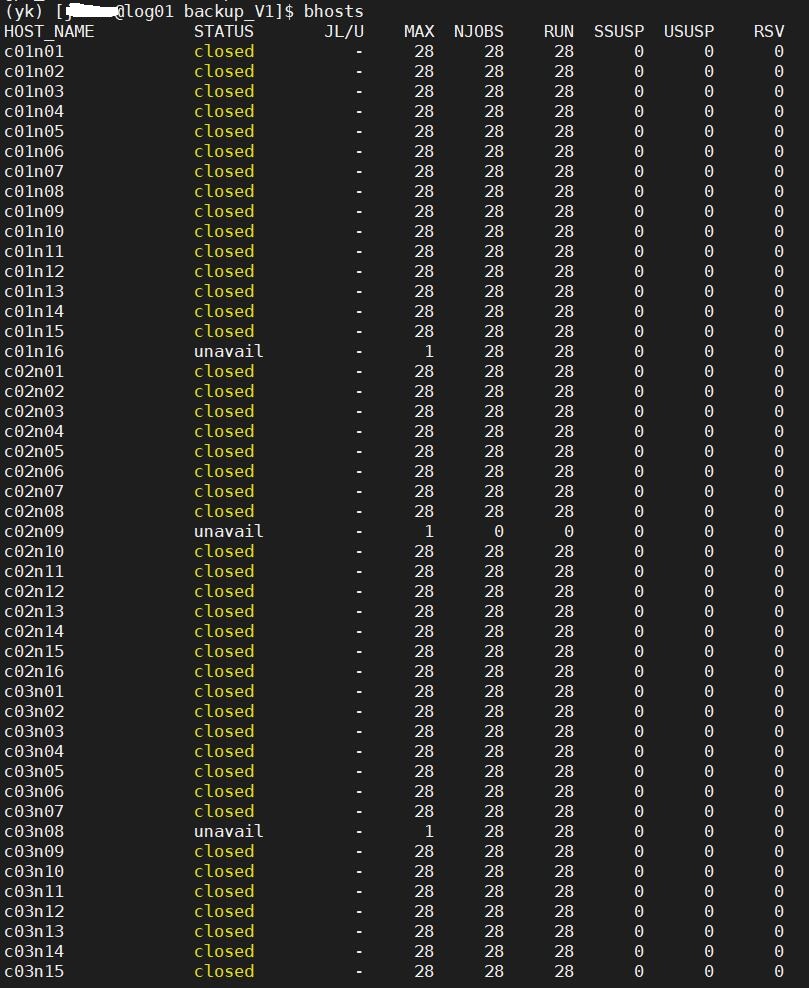 (yk) [@log01 backup_V1]$ bhosts
HOST_NAME STATUS JL/U MAX NJOBS RUN SSUSP USUSP RSV
c01n01 closed - 28 28 28 0 0 0
c01n02 closed - 28 28 28 0 0 0
c01n03 closed - 28 28 28 0 0 0
c01n04 closed - 28 28 28 0 0 0
c01n05 closed - 28 28 28 0 0 0
c01n06 closed - 28 28 28 0 0 0
c01n07 closed - 28 28 28 0 0 0
c01n08 closed - 28 28 28 0 0 0
c01n09 closed - 28 28 28 0 0 0
c01n10 closed - 28 28 28 0 0 0
c01n11 closed - 28 28 28 0 0 0
c01n12 closed - 28 28 28 0 0 0
c01n13 closed - 28 28 28 0 0 0
c01n14 closed - 28 28 28 0 0 0
c01n15 closed - 28 28 28 0 0 0
c01n16 unavail - 1 28 28 0 0 0
c02n01 closed - 28 28 28 0 0 0
c02n02 closed - 28 28 28 0 0 0
c02n03 closed - 28 28 28 0 0 0
c02n04 closed - 28 28 28 0 0 0
c02n05 closed - 28 28 28 0 0 0
c02n06 closed - 28 28 28 0 0 0
c02n07 closed - 28 28 28 0 0 0
c02n08 closed - 28 28 28 0 0 0
c02n09 unavail - 1 0 0 0 0 0
c02n10 closed - 28 28 28 0 0 0
c02n11 closed - 28 28 28 0 0 0
c02n12 closed - 28 28 28 0 0 0
c02n13 closed - 28 28 28 0 0 0
c02n14 closed - 28 28 28 0 0 0
c02n15 closed - 28 28 28 0 0 0
c02n16 closed - 28 28 28 0 0 0
c03n01 closed - 28 28 28 0 0 0
c03n02 closed - 28 28 28 0 0 0
c03n03 closed - 28 28 28 0 0 0
c03n04 closed - 28 28 28 0 0 0
c03n05 closed - 28 28 28 0 0 0
c03n06 closed - 28 28 28 0 0 0
c03n07 closed - 28 28 28 0 0 0
c03n08 unavail - 1 28 28 0 0 0
c03n09 closed - 28 28 28 0 0 0
c03n10 closed - 28 28 28 0 0 0
c03n11 closed - 28 28 28 0 0 0
c03n12 closed - 28 28 28 0 0 0
c03n13 closed - 28 28 28 0 0 0
c03n14 closed - 28 28 28 0 0 0
c03n15 closed - 28 28 28 0 0 0